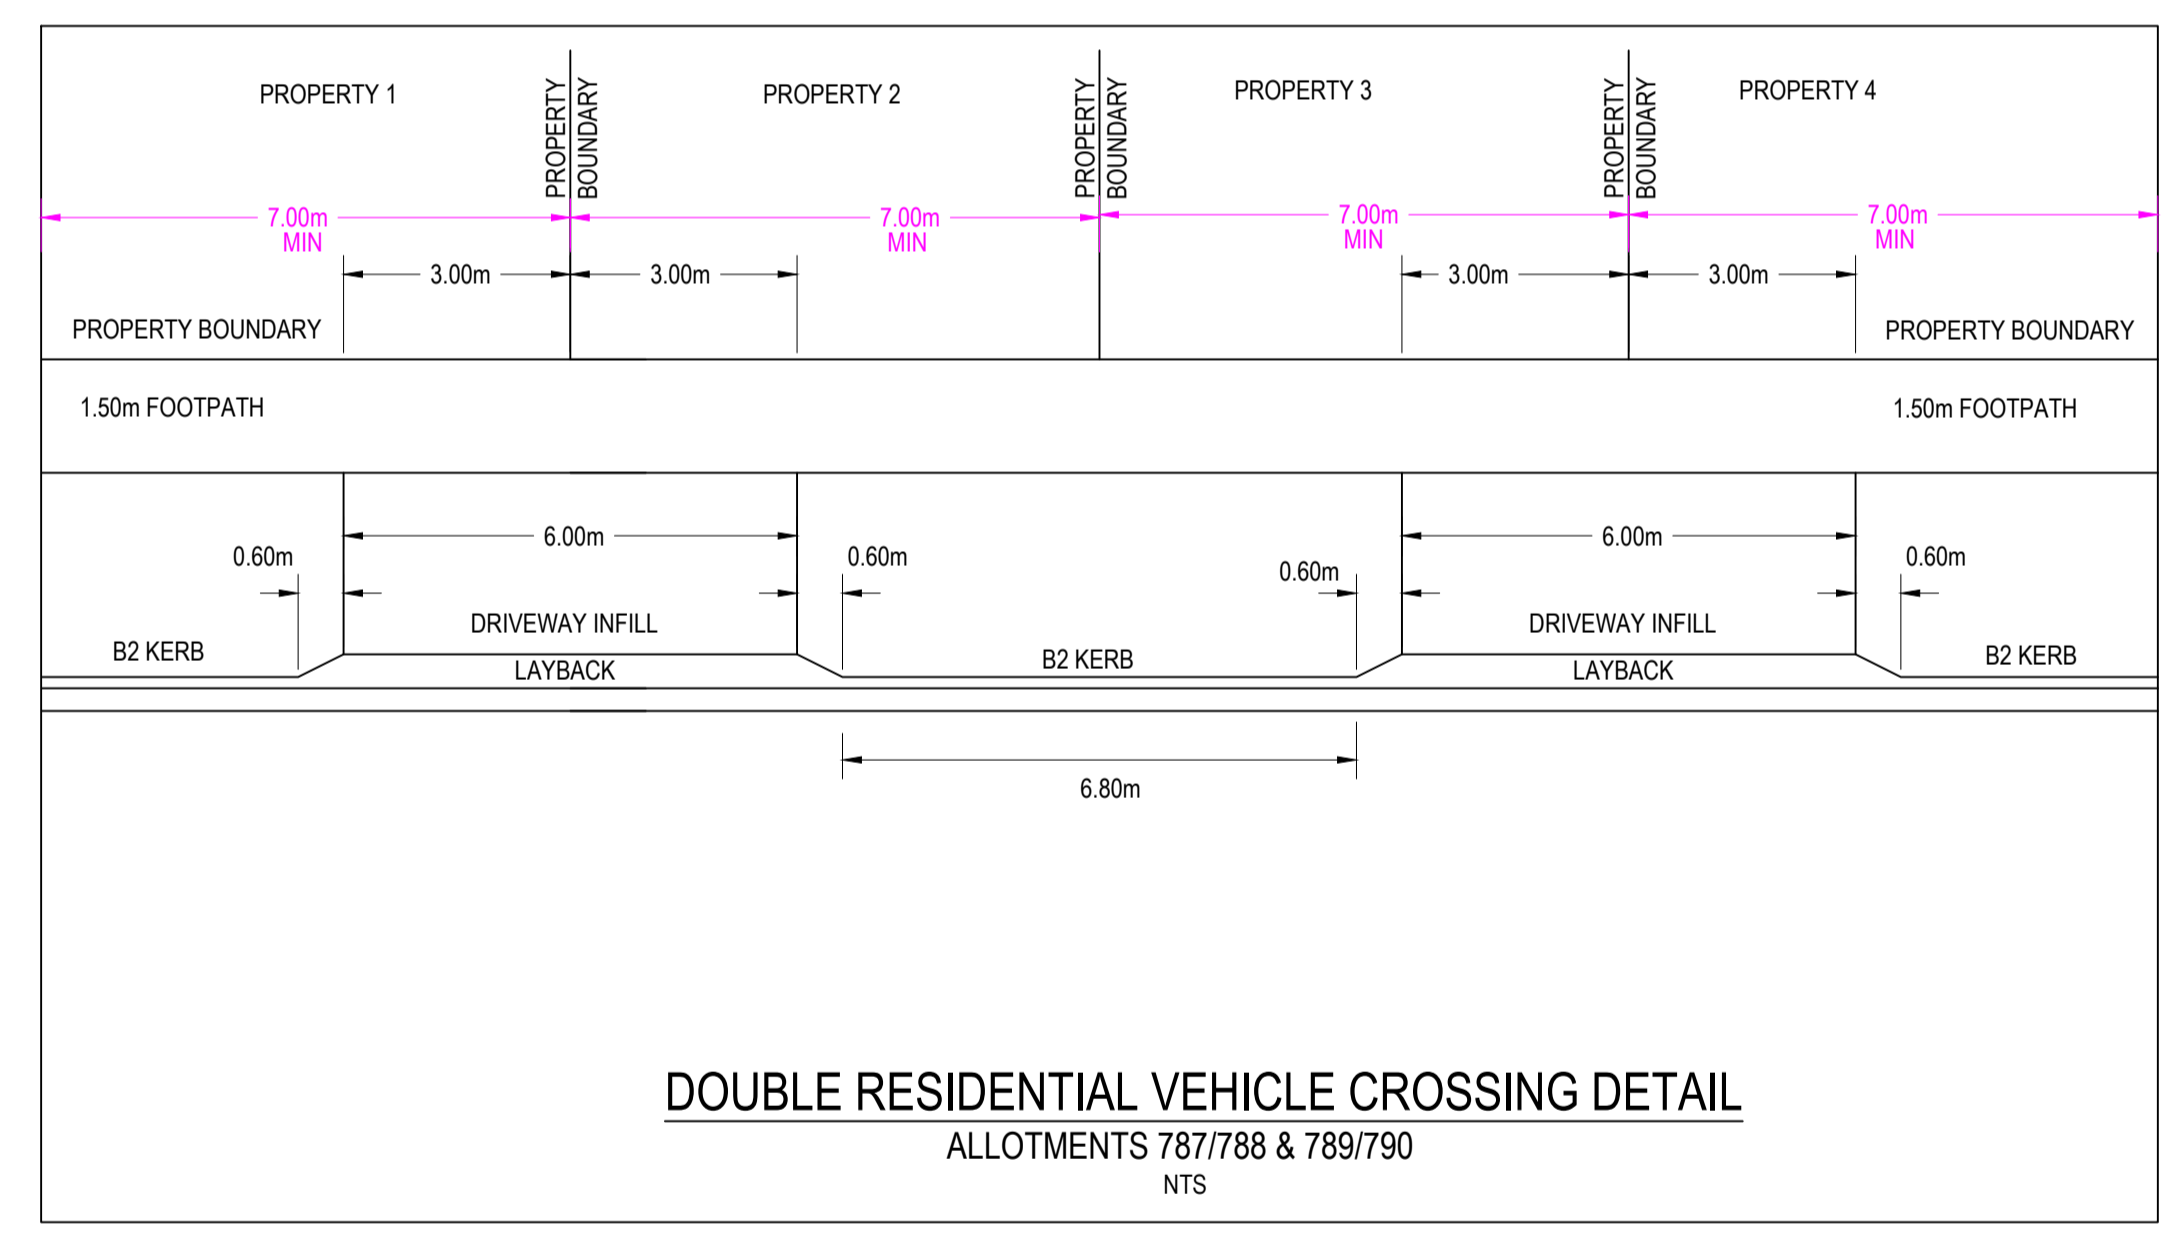 PROPERTY 1
PROPERTY
BOUNDARY
PROPERTY 2
PROPERTY
BOUNDARY
PROPERTY 3
PROPERTY
BOUNDARY
PROPERTY 4
7.00m
MIN
7.00m
MIN
7.00m
MIN
7.00m
MIN
3.00m
3.00m
3.00m
3.00m
PROPERTY BOUNDARY
PROPERTY BOUNDARY
1.50m FOOTPATH
1.50m FOOTPATH
6.00m
6.00m
0.60m
0.60m
0.60m
0.60m
DRIVEWAY INFILL
DRIVEWAY INFILL
B2 KERB
LAYBACK
B2 KERB
LAYBACK
B2 KERB
6.80m
DOUBLE RESIDENTIAL VEHICLE CROSSING DETAIL
ALLOTMENTS 787/788 & 789/790
NTS